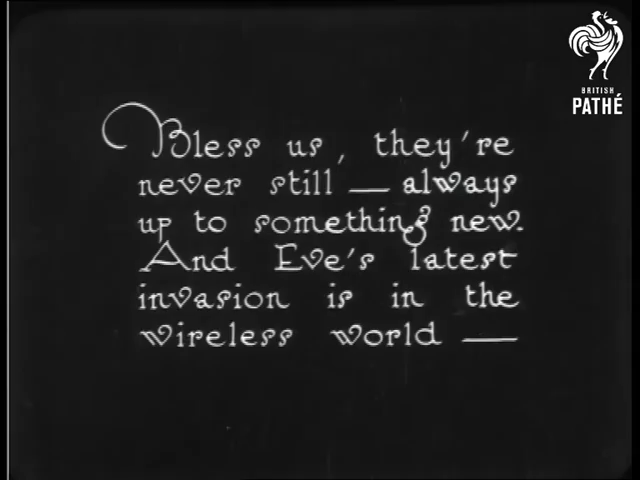 BRITISH
PATHÉ
Bless us, they're
never still — always
up to something new.
And Eve's latest
invasion is in the
wireless world —